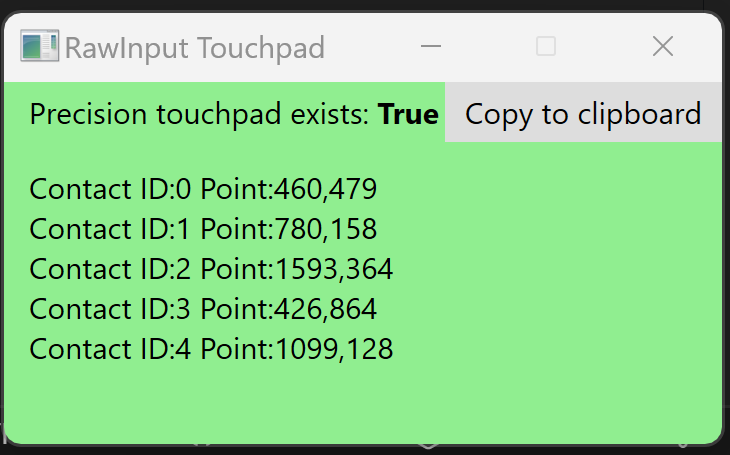 RawInput Touchpad
Precision touchpad exists: True Copy to clipboard
Contact ID:0 Point:460,479
Contact ID:1 Point:780,158
Contact ID:2 Point:1593,364
Contact ID:3 Point:426,864
Contact ID:4 Point:1099,128